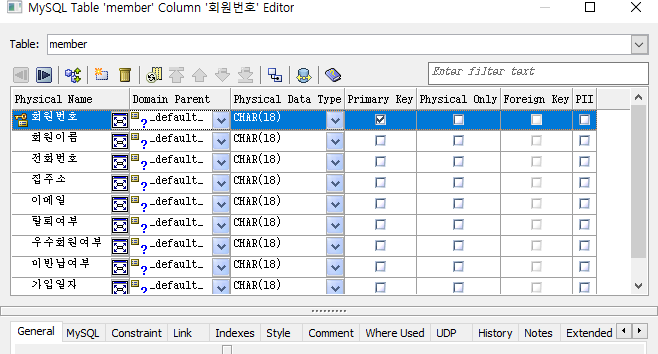 MySQL Table 'member' Column '회원번호' Editor
Table: member
Enter filter text
Physical Name Domain Parent Physical Data Type Primary Key Physical Only Foreign Key PII
회원번호 _default_ CHAR(18)
회원이름 _default_ CHAR(18)
전화번호 _default_ CHAR(18)
집주소 _default_ CHAR(18)
이메일 _default_ CHAR(18)
탈퇴여부 _default_ CHAR(18)
우수회원여부 _default_ CHAR(18)
미반납여부 _default_ CHAR(18)
가입일자 _default_ CHAR(18)
General MySQL Constraint Link Indexes Style Comment Where Used UDP History Notes Extended